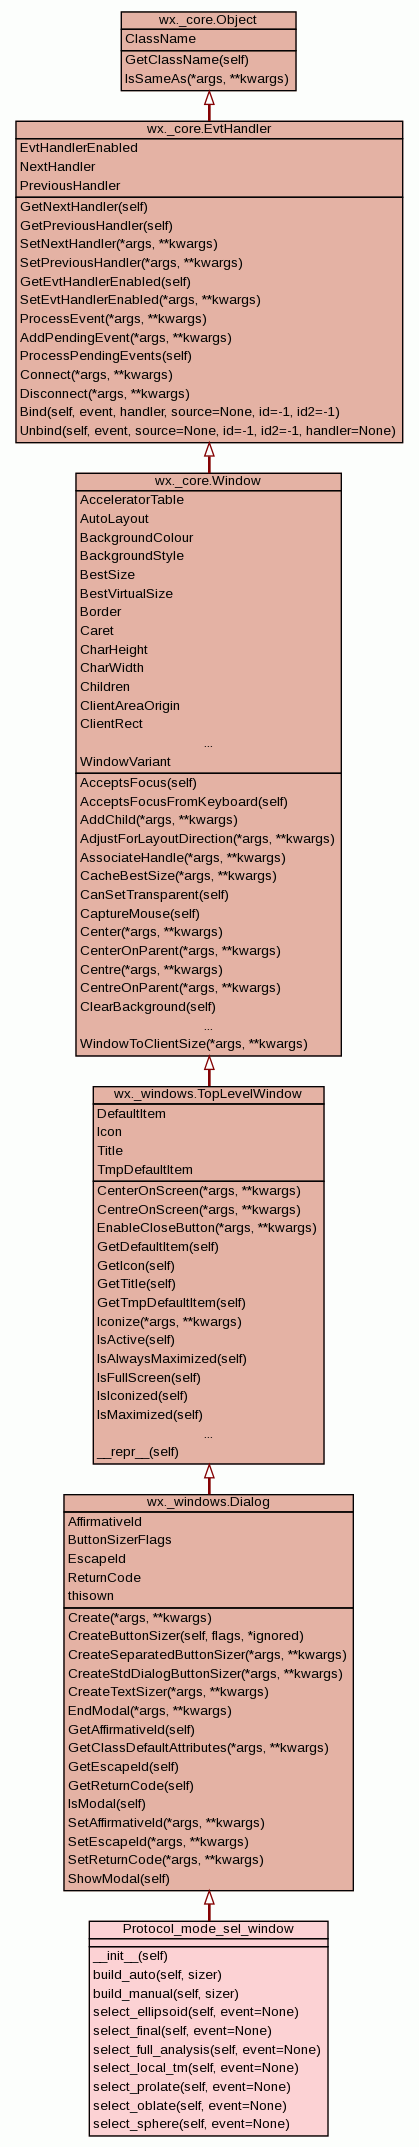 wx._core.Object
ClassName
GetClassName(self)
IsSameAs(*args, **kwargs)
wx._core.EvtHandler
EvtHandlerEnabled
NextHandler
PreviousHandler
GetNextHandler(self)
GetPreviousHandler(self)
SetNextHandler(*args, **kwargs)
SetPreviousHandler(*args, **kwargs)
GetEvtHandlerEnabled(self)
SetEvtHandlerEnabled(*args, **kwargs)
ProcessEvent(*args, **kwargs)
AddPendingEvent(*args, **kwargs)
ProcessPendingEvents(self)
Connect(*args, **kwargs)
Disconnect(*args, **kwargs)
Bind(self, event, handler, source=None, id=-1, id2=-1)
Unbind(self, event, source=None, id=-1, id2=-1, handler=None)
wx._core.Window
AcceleratorTable
AutoLayout
BackgroundColour
BackgroundStyle
BestSize
BestVirtualSize
Border
Caret
CharHeight
CharWidth
Children
ClientAreaOrigin
ClientRect
...
WindowVariant
AcceptsFocus(self)
AcceptsFocusFromKeyboard(self)
AddChild(*args, **kwargs)
AdjustForLayoutDirection(*args, **kwargs)
AssociateHandle(*args, **kwargs)
CacheBestSize(*args, **kwargs)
CanSetTransparent(self)
CaptureMouse(self)
Center(*args, **kwargs)
CenterOnParent(*args, **kwargs)
Centre(*args, **kwargs)
CentreOnParent(*args, **kwargs)
ClearBackground(self)
...
WindowToClientSize(*args, **kwargs)
wx._windows.TopLevelWindow
DefaultItem
Icon
Title
TmpDefaultItem
CenterOnScreen(*args, **kwargs)
CentreOnScreen(*args, **kwargs)
EnableCloseButton(*args, **kwargs)
GetDefaultItem(self)
GetIcon(self)
GetTitle(self)
GetTmpDefaultItem(self)
Iconize(*args, **kwargs)
IsActive(self)
IsAlwaysMaximized(self)
IsFullScreen(self)
IsIconized(self)
IsMaximized(self)
...
__repr__(self)
wx._windows.Dialog
AffirmativeId
ButtonSizerFlags
EscapeId
ReturnCode
thisown
Create(*args, **kwargs)
CreateButtonSizer(self, flags, *ignored)
CreateSeparatedButtonSizer(*args, **kwargs)
CreateStdDialogButtonSizer(*args, **kwargs)
CreateTextSizer(*args, **kwargs)
EndModal(*args, **kwargs)
GetAffirmativeId(self)
GetClassDefaultAttributes(*args, **kwargs)
GetEscapeId(self)
GetReturnCode(self)
IsModal(self)
SetAffirmativeId(*args, **kwargs)
SetEscapeId(*args, **kwargs)
SetReturnCode(*args, **kwargs)
ShowModal(self)
Protocol_mode_sel_window
__init__(self)
build_auto(self, sizer)
build_manual(self, sizer)
select_ellipsoid(self, event=None)
select_final(self, event=None)
select_full_analysis(self, event=None)
select_local_tm(self, event=None)
select_prolate(self, event=None)
select_oblate(self, event=None)
select_sphere(self, event=None)